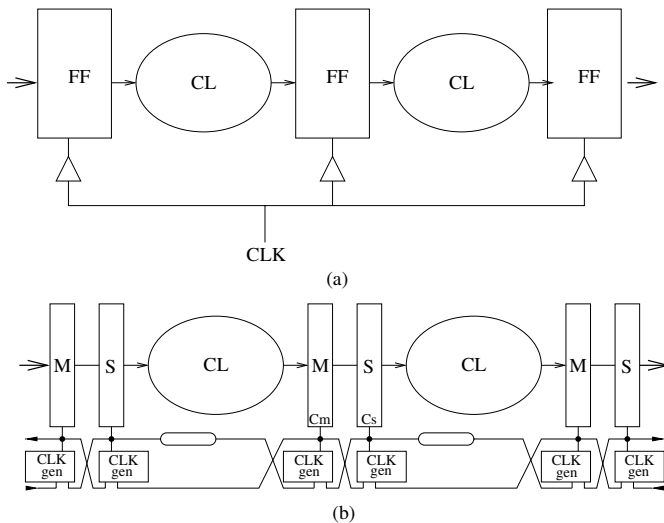 FF CL FF CL FF
CLK
(a)
M S CL M S CL M S
Cm Cs
CLK gen CLK gen CLK gen CLK gen CLK gen CLK gen
(b)